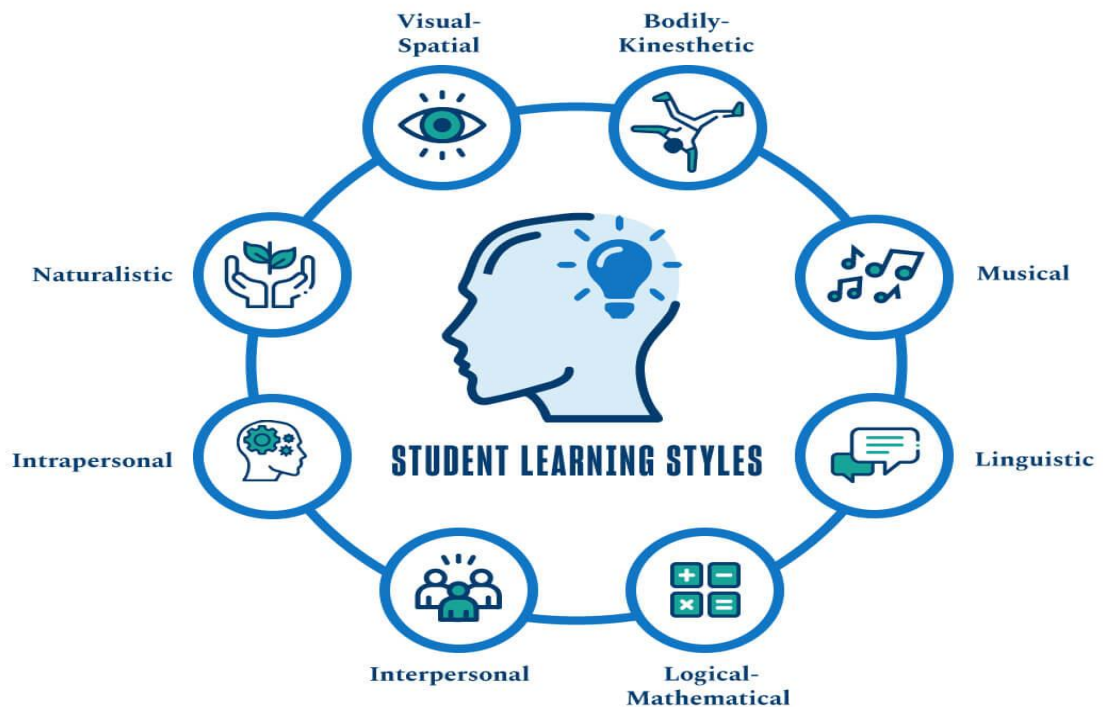 Visual-
Spatial
Bodily-
Kinesthetic
Naturalistic
Musical
STUDENT LEARNING STYLES
Intrapersonal
Linguistic
Interpersonal
Logical-
Mathematical